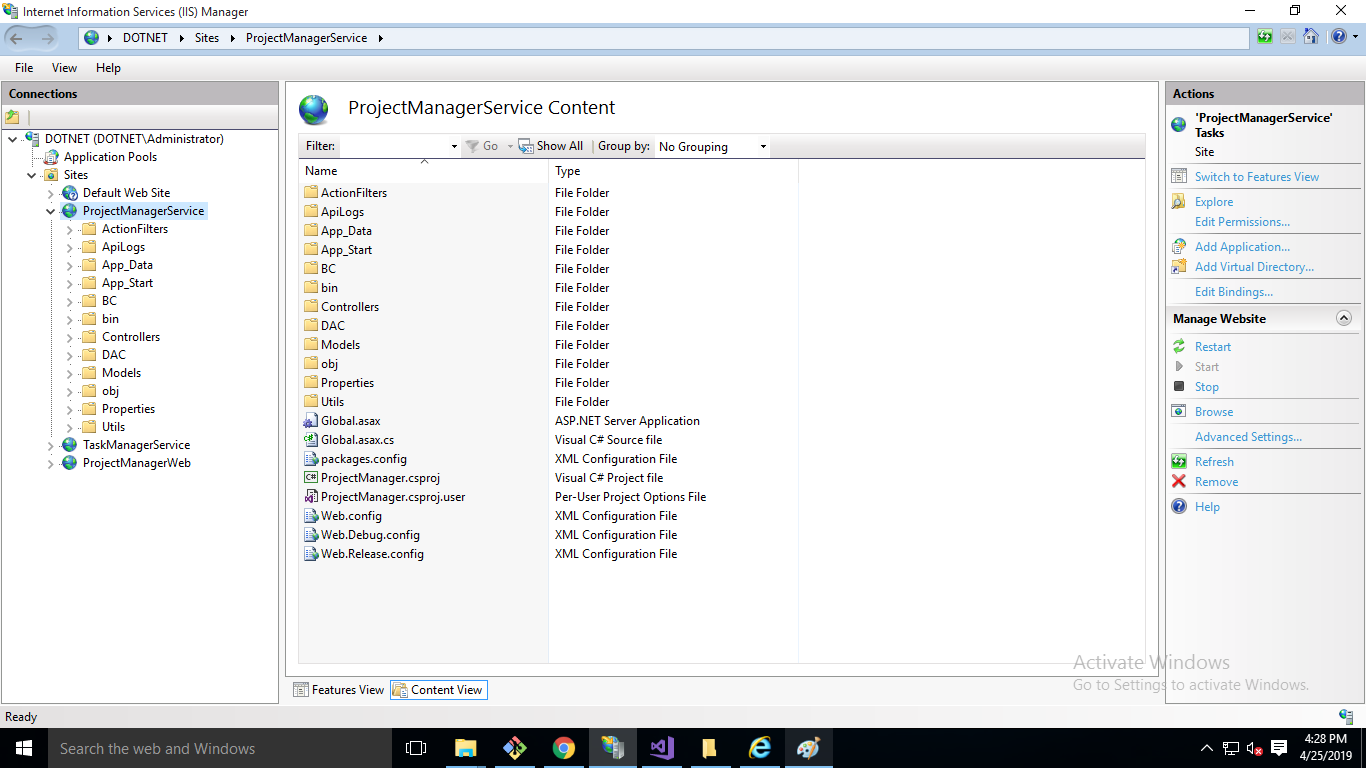 Internet Information Services (IIS) Manager
DOTNET Sites ProjectManagerService
File View Help
Connections
DOTNET (DOTNET\Administrator)
Application Pools
Sites
Default Web Site
ProjectManagerService
ActionFilters
ApiLogs
App_Data
App_Start
BC
bin
Controllers
DAC
Models
obj
Properties
Utils
TaskManagerService
ProjectManagerWeb
ProjectManagerService Content
Filter: Go Show All Group by: No Grouping
Name Type
ActionFilters File Folder
ApiLogs File Folder
App_Data File Folder
App_Start File Folder
BC File Folder
bin File Folder
Controllers File Folder
DAC File Folder
Models File Folder
obj File Folder
Properties File Folder
Utils File Folder
Global.asax ASP.NET Server Application
Global.asax.cs Visual C# Source file
packages.config XML Configuration File
ProjectManager.csproj Visual C# Project file
ProjectManager.csproj.user Per-User Project Options File
Web.config XML Configuration File
Web.Debug.config XML Configuration File
Web.Release.config XML Configuration File
Features View Content View
Actions
'ProjectManagerService'
Tasks
Site
Switch to Features View
Explore
Edit Permissions...
Add Application...
Add Virtual Directory...
Edit Bindings...
Manage Website
Restart
Start
Stop
Browse
Advanced Settings...
Refresh
Remove
Help
Activate Windows
Go to Settings to activate Windows.
Ready
Search the web and Windows
4:28 PM
4/25/2019